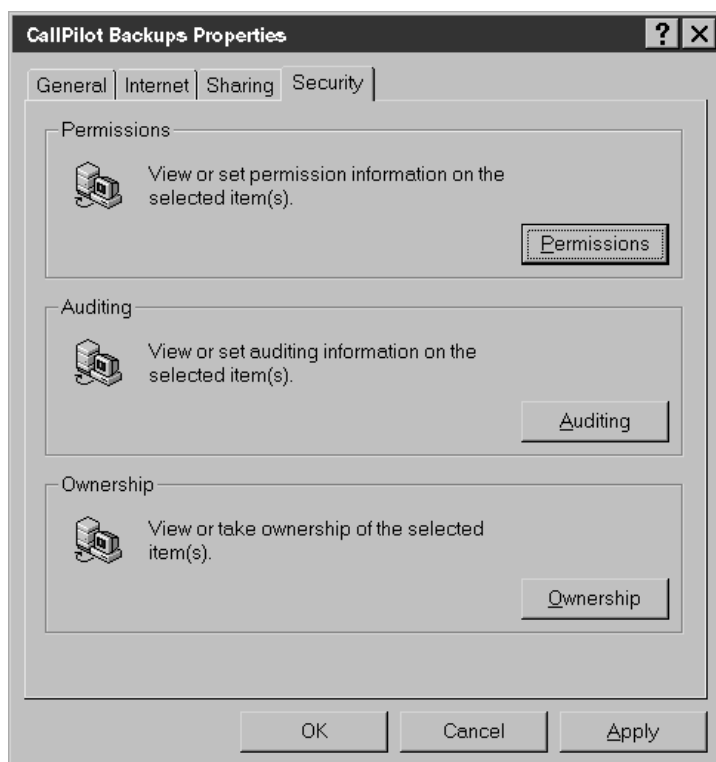 CallPilot Backups Properties
General Internet Sharing Security
Permissions
View or set permission information on the
selected item(s).
Permissions
Auditing
View or set auditing information on the
selected item(s).
Auditing
Ownership
View or take ownership of the selected
item(s).
Ownership
OK Cancel Apply